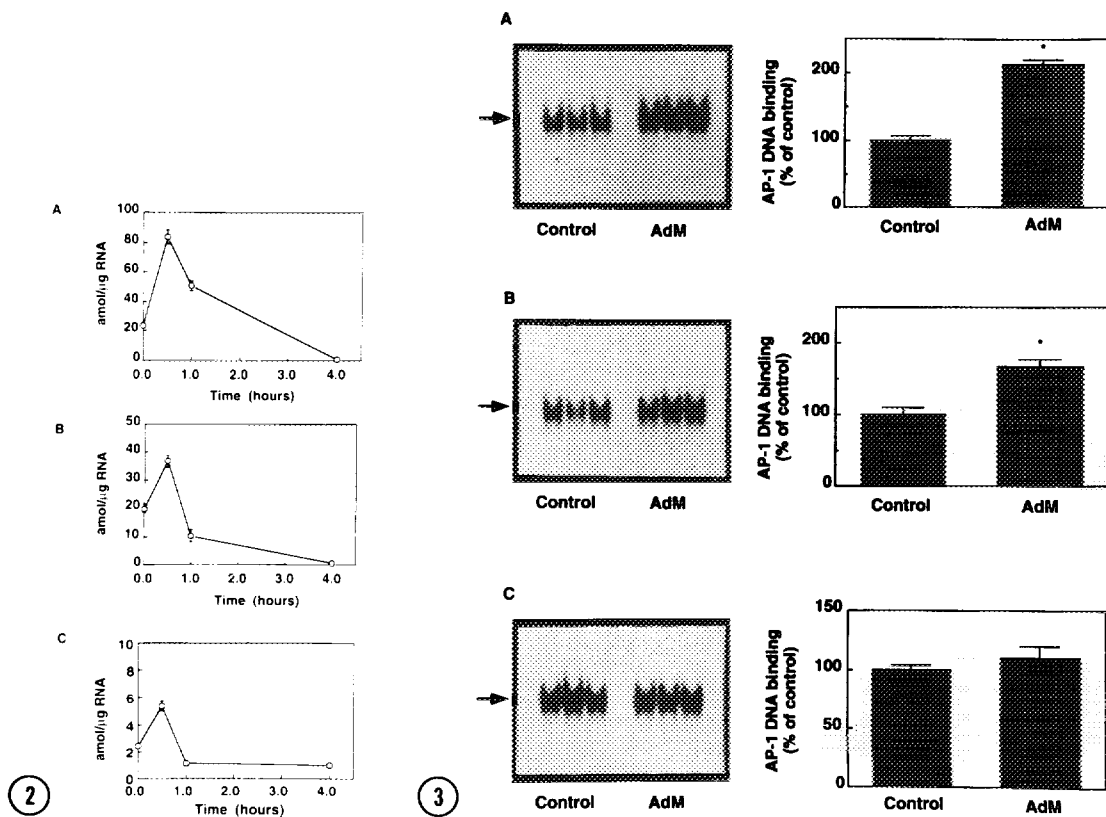 A
amol/µg RNA
100
80
60
40
20
0
0.0 1.0 2.0 3.0 4.0
Time (hours)
B
amol/µg RNA
50
40
30
20
10
0
0.0 1.0 2.0 3.0 4.0
Time (hours)
C
amol/µg RNA
10
8
6
4
2
0
0.0 1.0 2.0 3.0 4.0
Time (hours)
2
A
Control AdM
AP-1 DNA binding
(% of control)
200
100
0
*
Control AdM
B
Control AdM
AP-1 DNA binding
(% of control)
200
100
0
*
Control AdM
C
Control AdM
AP-1 DNA binding
(% of control)
150
100
50
0
Control AdM
3